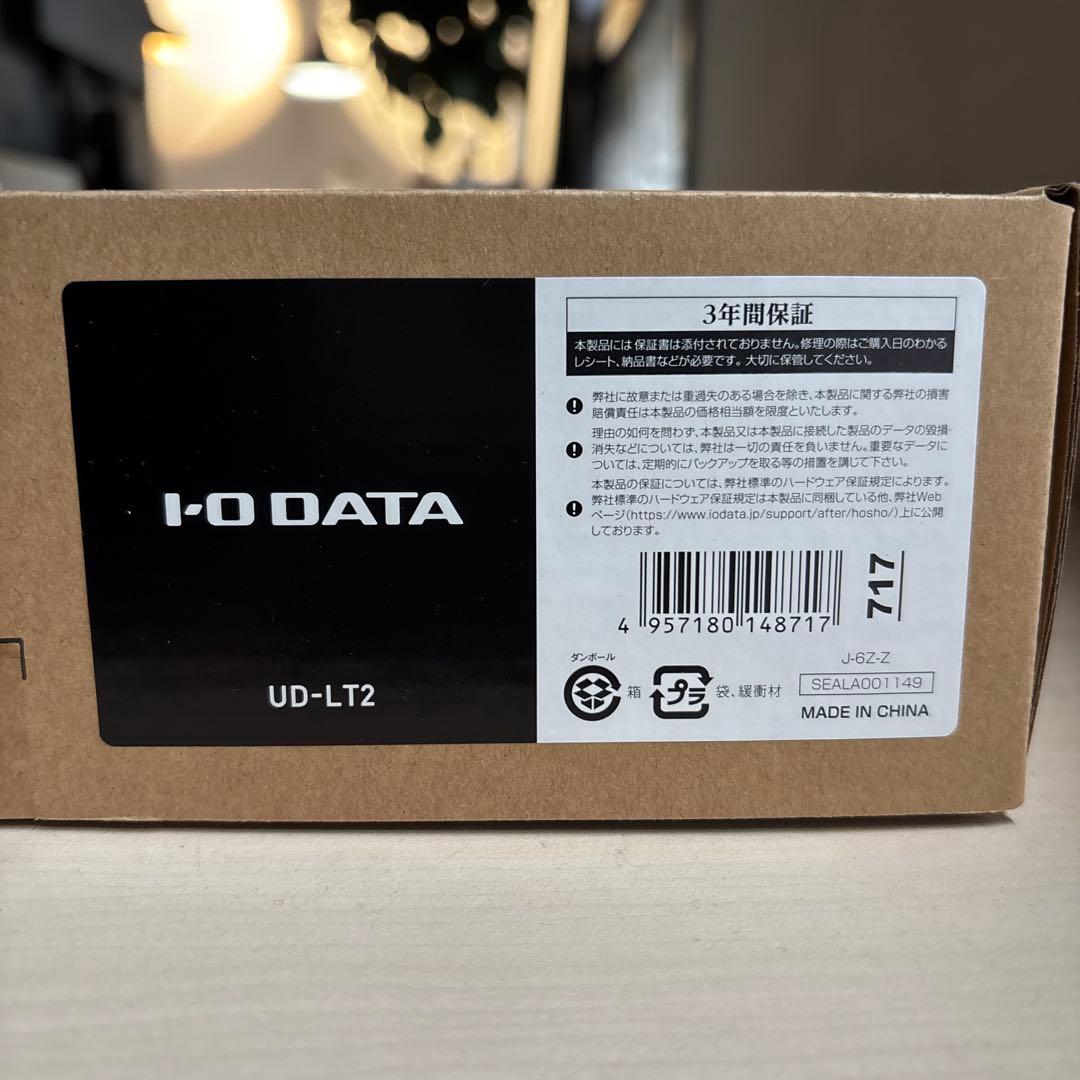 I-O DATA
UD-LT2
3年間保証
本製品には保証書は添付されておりません。修理の際はご購入日のわかる
レシート、納品書などが必要です。大切に保管してください。
弊社に故意または重過失のある場合を除き、本製品に関する弊社の損害
賠償責任は本製品の価格相当額を限度といたします。
理由の如何を問わず、本製品又は本製品に接続した製品のデータの毀損・
消失などについては、弊社は一切の責任を負いません。重要なデータに
ついては、定期的にバックアップを取る等の措置を講じて下さい。
本製品の保証については、弊社標準のハードウェア保証規定によります。
弊社標準のハードウェア保証規定は本製品に同梱している他、弊社Web
ページ(https://www.iodata.jp/support/after/hosho/)上に公開
しております。
4 957180 148717
717
ダンボール
箱
プラ
袋、緩衝材
J-6Z-Z
SEALA001149
MADE IN CHINA